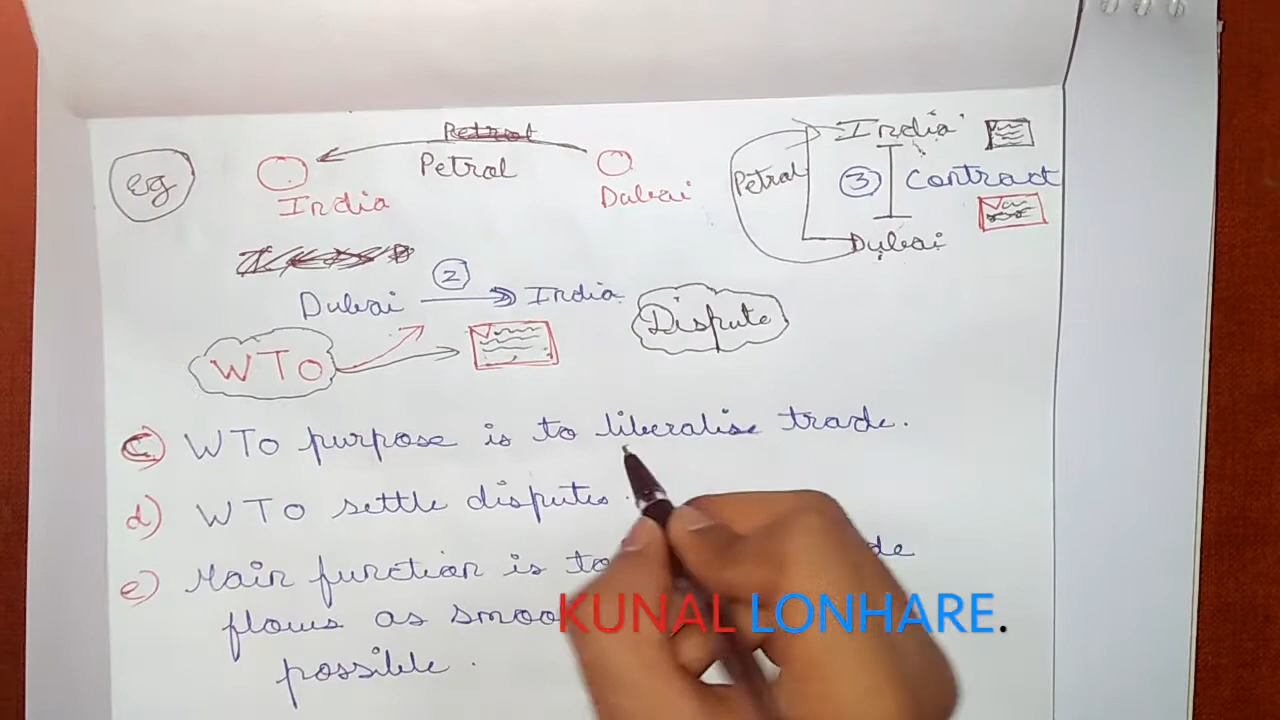 Eg
Petrol
India
Dubai
India
Petrol
3
Contract
Dubai
2
Dubai
India
Dispute
WTO
c) WTO purpose is to liberalise trade.
d) WTO settle disputes.
e) Main function is to de
flows as smoo
possible.
KUNAL LONHARE.